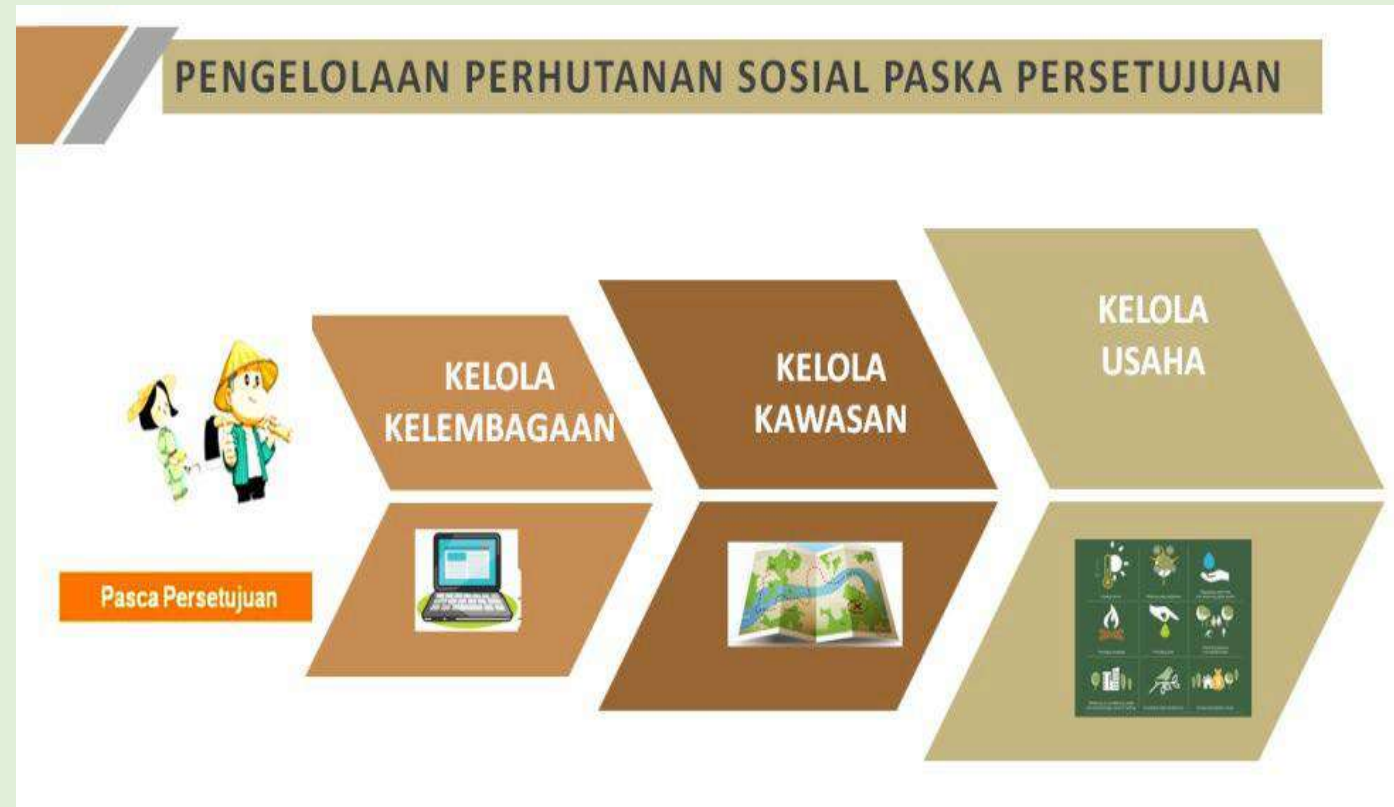 PENGELOLAAN PERHUTANAN SOSIAL PASKA PERSETUJUAN
KELOLA
KELEMBAGAAN
KELOLA
KAWASAN
KELOLA
USAHA
Pasca Persetujuan